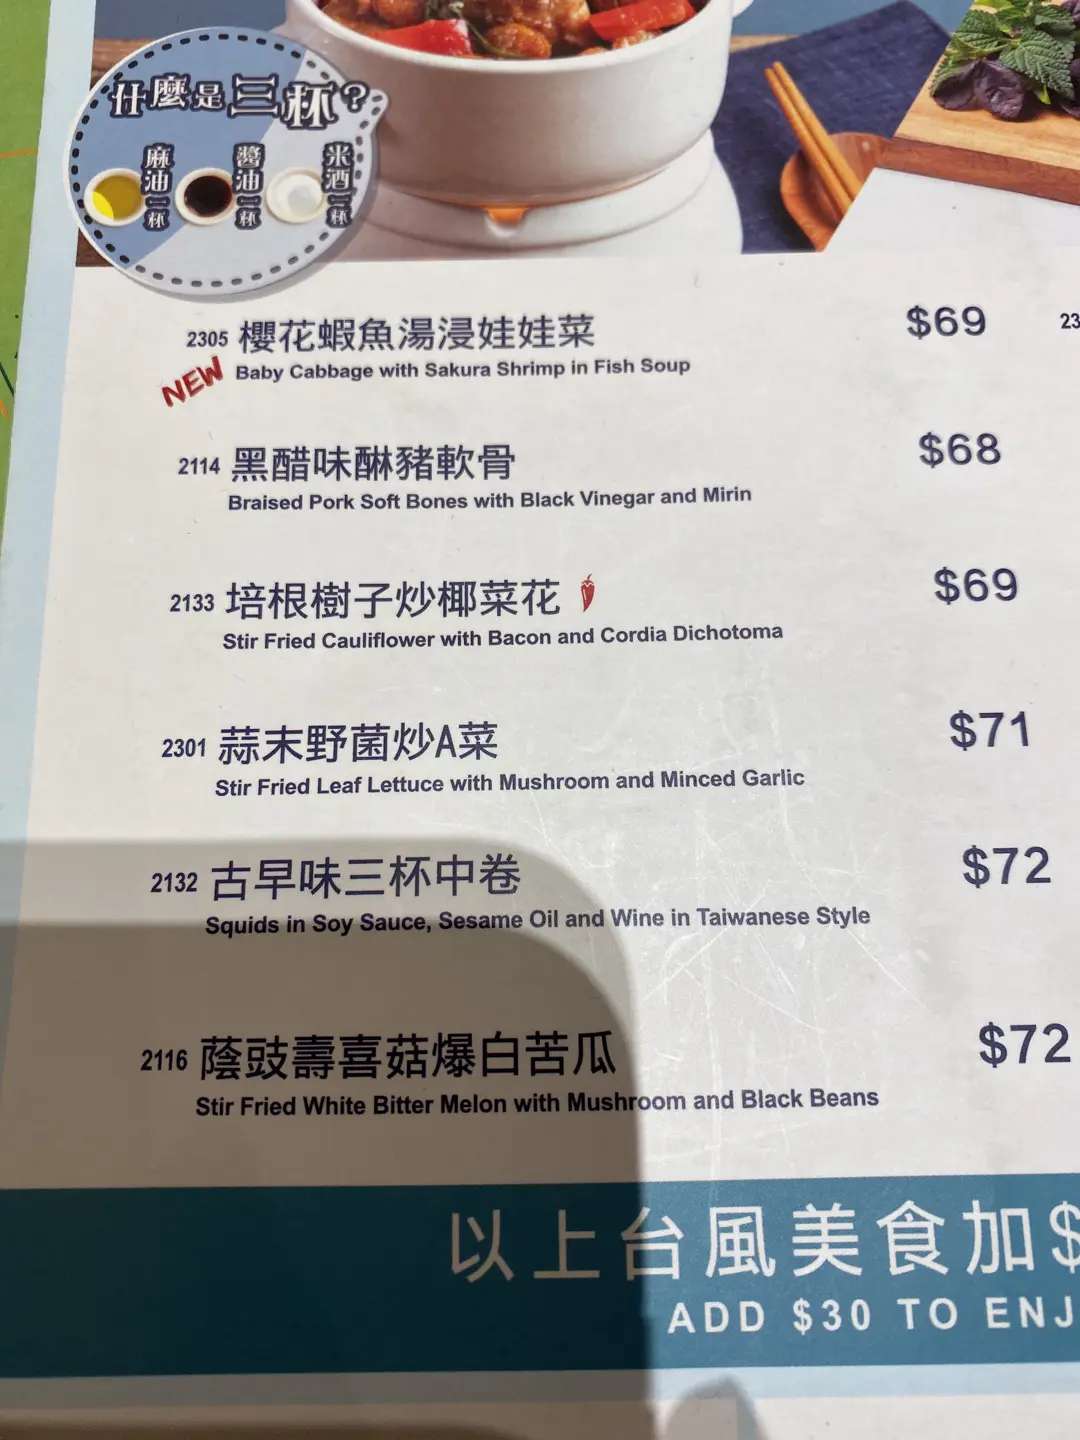 什麼是三杯?
麻油一杯
醬油一杯
米酒一杯
2305 櫻花蝦魚湯浸娃娃菜 $69
NEW
Baby Cabbage with Sakura Shrimp in Fish Soup
23
2114 黑醋味醂豬軟骨 $68
Braised Pork Soft Bones with Black Vinegar and Mirin
2133 培根樹子炒椰菜花 $69
Stir Fried Cauliflower with Bacon and Cordia Dichotoma
2301 蒜末野菌炒A菜 $71
Stir Fried Leaf Lettuce with Mushroom and Minced Garlic
2132 古早味三杯中卷 $72
Squids in Soy Sauce, Sesame Oil and Wine in Taiwanese Style
2116 蔭豉壽喜菇爆白苦瓜 $72
Stir Fried White Bitter Melon with Mushroom and Black Beans
以上台風美食加$
ADD $30 TO ENJ